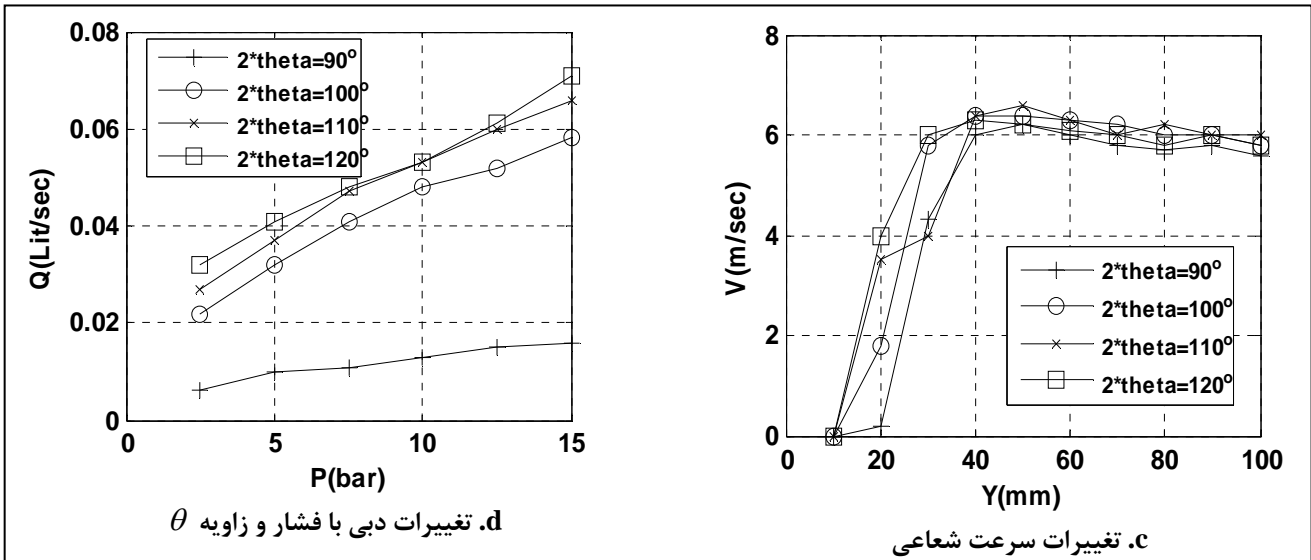 0.08
0.06
0.04
0.02
0
Q(Lit/sec)
2*theta=90°
2*theta=100°
2*theta=110°
2*theta=120°
0 5 10 15
P(bar)
d. تغییرات دبی با فشار و زاویه θ
8
6
4
2
0
V(m/sec)
2*theta=90°
2*theta=100°
2*theta=110°
2*theta=120°
0 20 40 60 80 100
Y(mm)
c. تغییرات سرعت شعاعی